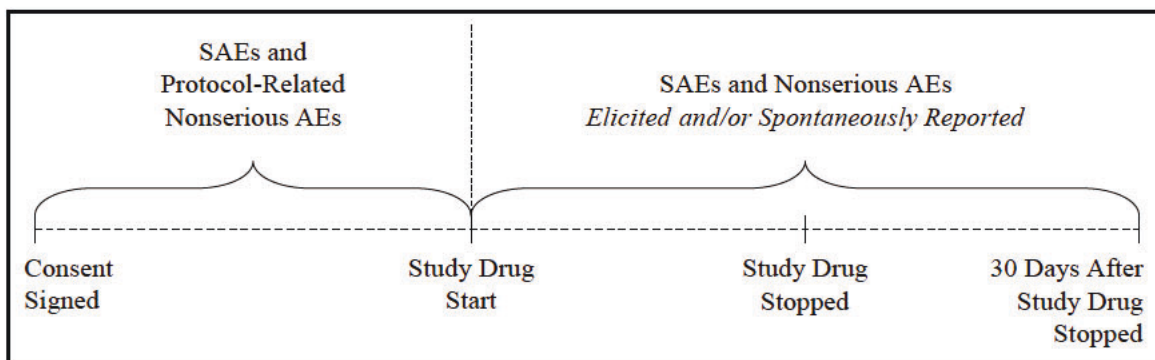 SAEs and
Protocol-Related
Nonserious AEs
SAEs and Nonserious AEs
Elicited and/or Spontaneously Reported
Consent
Signed
Study Drug
Start
Study Drug
Stopped
30 Days After
Study Drug
Stopped